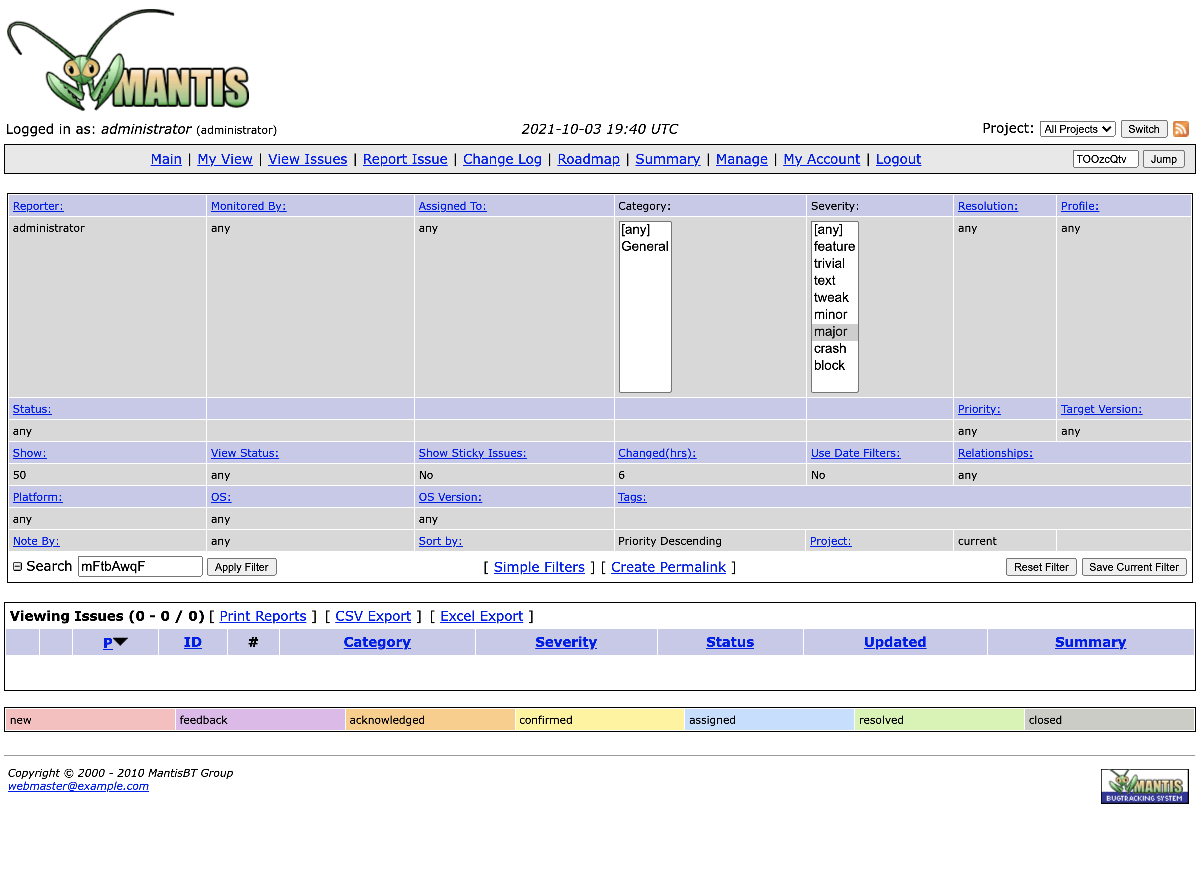 MANTIS
Logged in as: administrator (administrator) 2021-10-03 19:40 UTC Project: All Projects Switch
Main | My View | View Issues | Report Issue | Change Log | Roadmap | Summary | Manage | My Account | Logout TOOzcQtv Jump
Reporter: Monitored By: Assigned To: Category: Severity: Resolution: Profile:
administrator any any [any] [any] any any
General feature
trivial
text
tweak
minor
major
crash
block
Status: Priority: Target Version:
any any any
Show: View Status: Show Sticky Issues: Changed(hrs): Use Date Filters: Relationships:
50 any No 6 No any
Platform: OS: OS Version: Tags:
any any any
Note By: any Sort by: Priority Descending Project: current
Search mFtbAwqF Apply Filter [ Simple Filters ] [ Create Permalink ] Reset Filter Save Current Filter
Viewing Issues (0 - 0 / 0) [ Print Reports ] [ CSV Export ] [ Excel Export ]
P ID # Category Severity Status Updated Summary
new feedback acknowledged confirmed assigned resolved closed
Copyright © 2000 - 2010 MantisBT Group
webmaster@example.com
MANTIS
BUGTRACKING SYSTEM